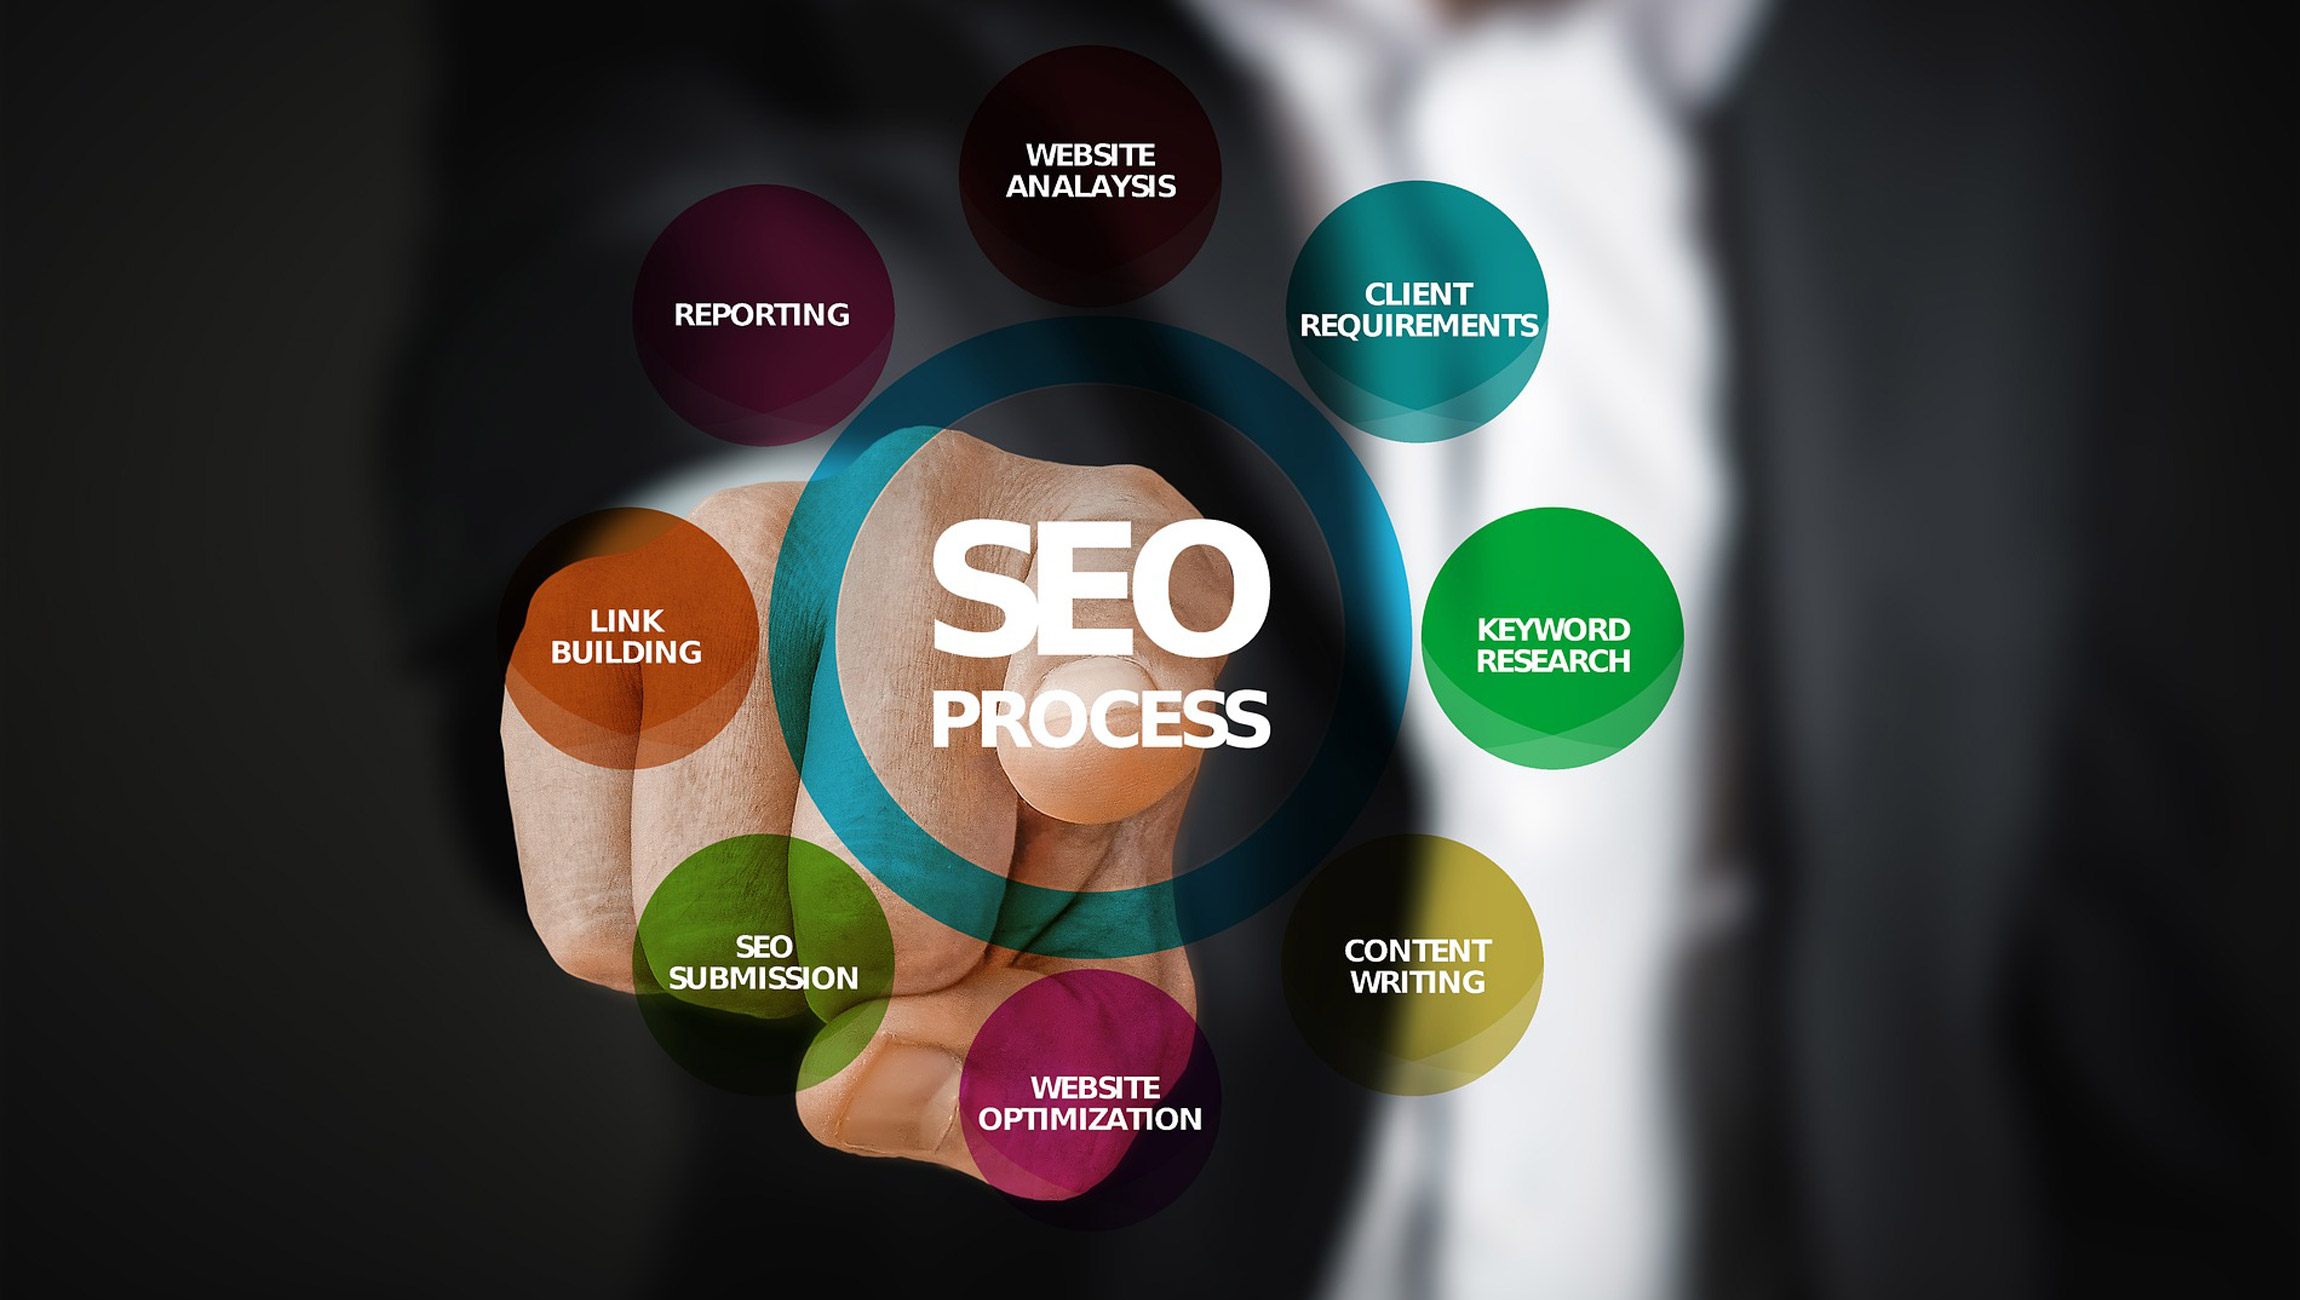 WEBSITE
ANALAYSIS
CLIENT
REQUIREMENTS
KEYWORD
RESEARCH
CONTENT
WRITING
WEBSITE
OPTIMIZATION
SEO
SUBMISSION
LINK
BUILDING
REPORTING
SEO
PROCESS